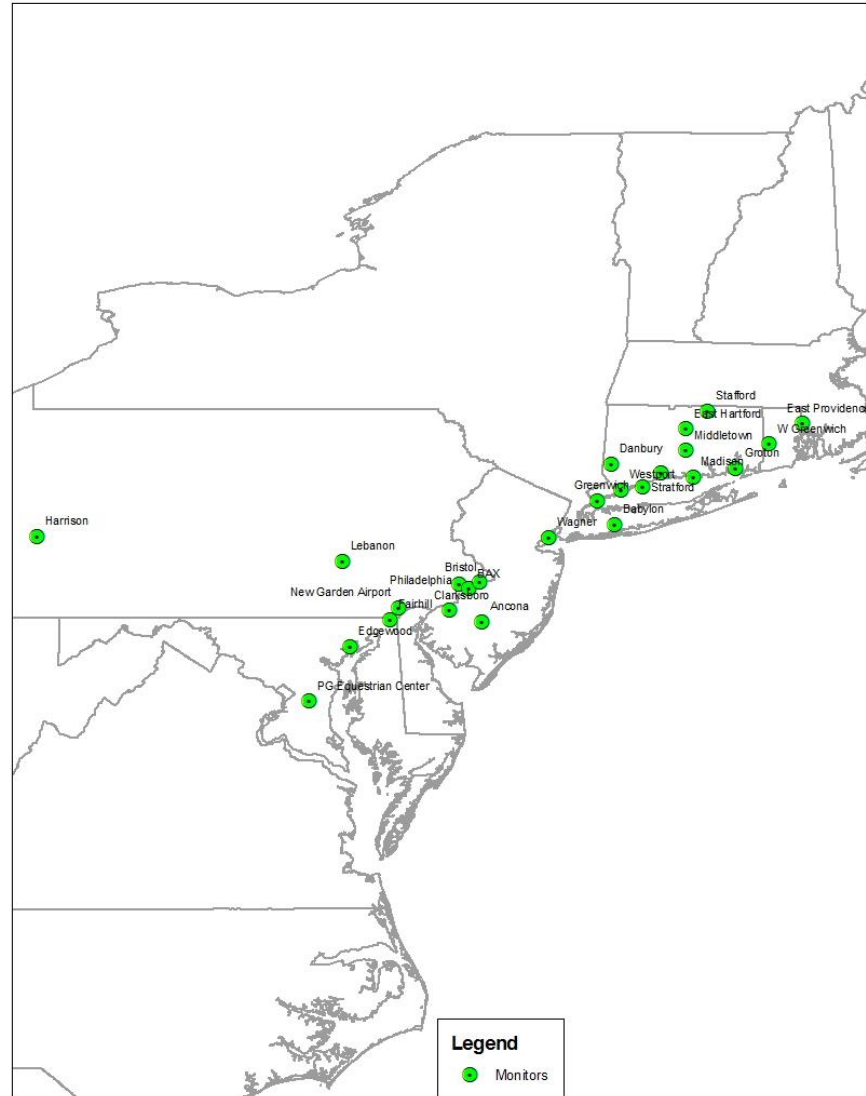 Stafford
East Hartford
East Providenc
W Greenwich
Middletown
Groton
Danbury
Madison
Westport
Greenwich
Stratford
Babylon
Wagner
Harrison
Lebanon
Bristol
BAX
Philadelphia
New Garden Airport
Clarksboro
Fairhill
Ancona
Edgewood
PG Equestrian Center
Legend
Monitors